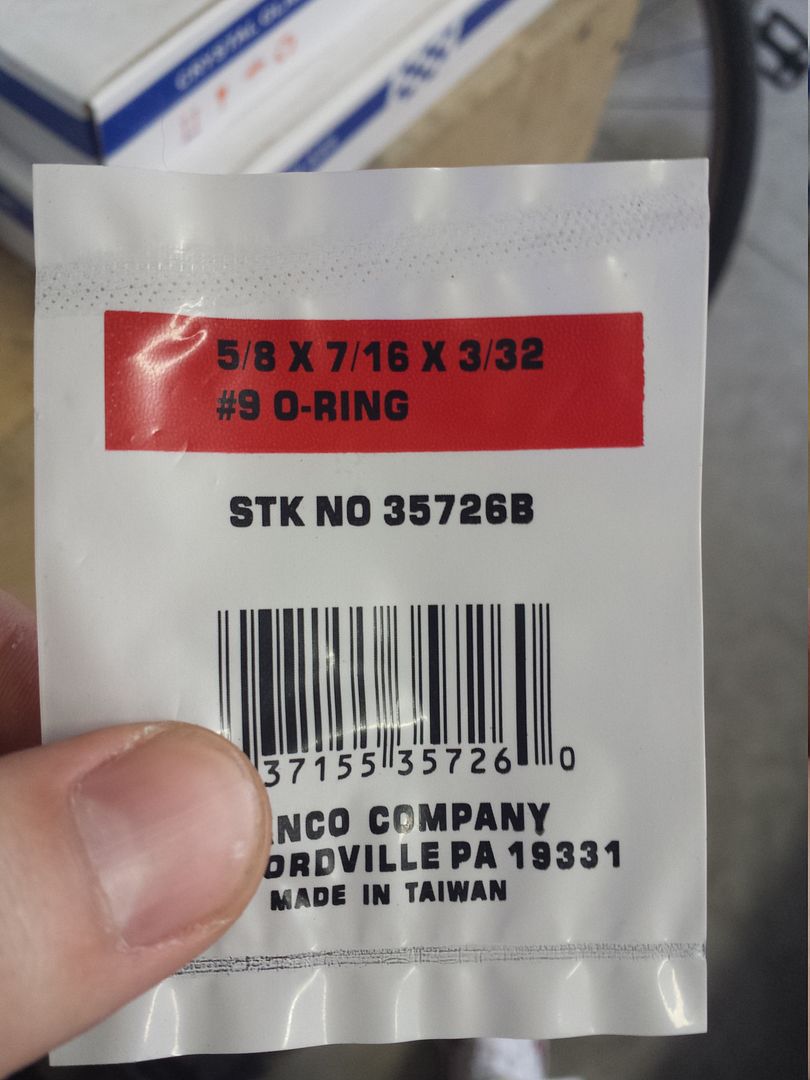 CRYSTAL
5/8 X 7/16 X 3/32
#9 O-RING
STK NO 35726B
37155 35726 0
COMPANY
PA 19331
MADE IN TAIWAN